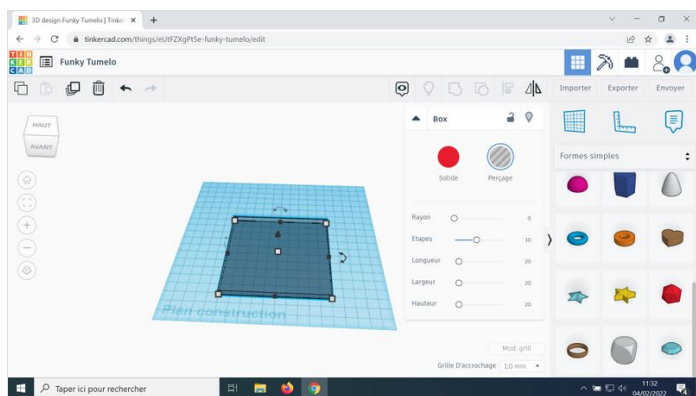 3D design Funky Tumelo | Tinker
tinkercad.com/things/eUtFZXgPtSe-funky-tumelo/edit
TIN
KER
CAD
Funky Tumelo
Importer Exporter Envoyer
HAUT
AVANT
Box
Solide Perçage
Formes simples
Rayon 0
Etapes 10
Longueur 20
Largeur 20
Hauteur 20
Plan construction
Mod. grill
Grille D'accrochage 1,0 mm
Taper ici pour rechercher
11:32
04/02/2022